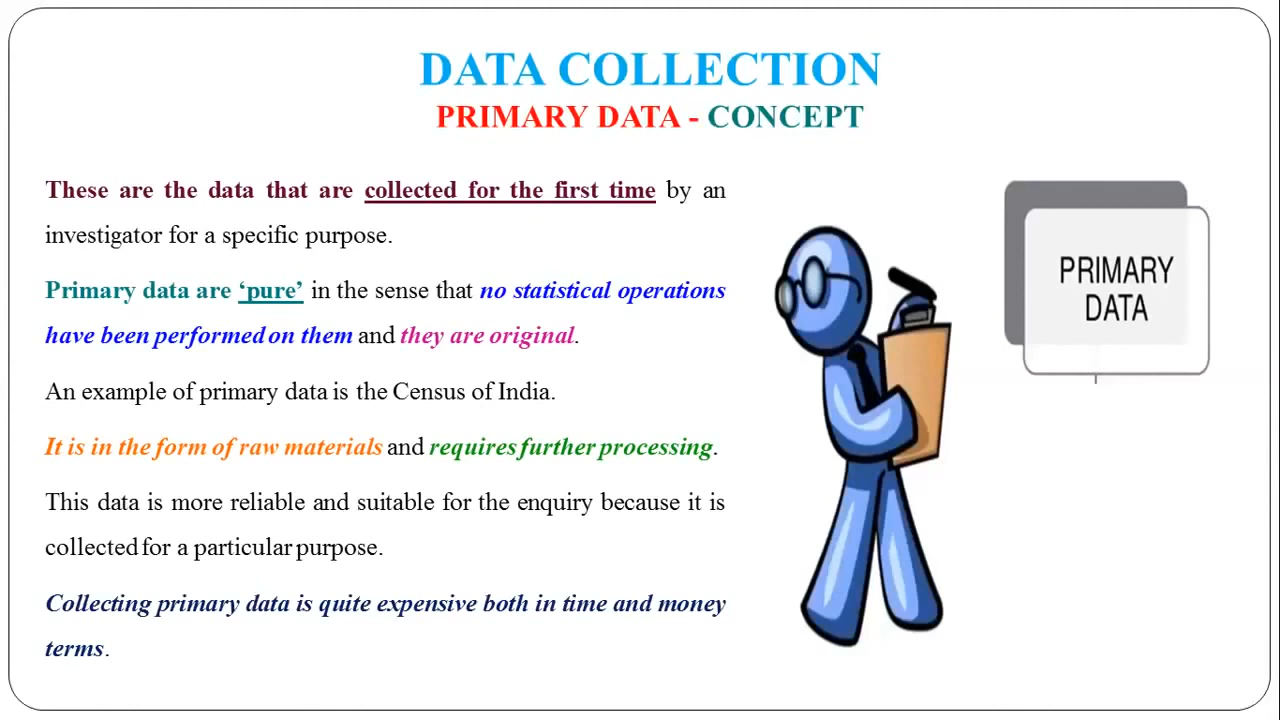 DATA COLLECTION
PRIMARY DATA - CONCEPT
These are the data that are collected for the first time by an
investigator for a specific purpose.
Primary data are ‘pure’ in the sense that no statistical operations
have been performed on them and they are original.
An example of primary data is the Census of India.
It is in the form of raw materials and requires further processing.
This data is more reliable and suitable for the enquiry because it is
collected for a particular purpose.
Collecting primary data is quite expensive both in time and money
terms.
PRIMARY
DATA